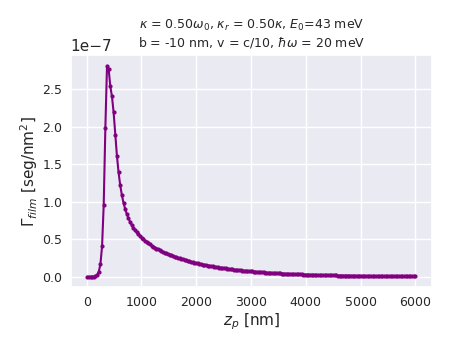 κ = 0.50ω₀, κᵣ = 0.50κ, E₀=43 meV
b = -10 nm, v = c/10, ℏω = 20 meV
1e−7
2.5
2.0
1.5
1.0
0.5
0.0
Γ_film [seg/nm²]
0 1000 2000 3000 4000 5000 6000
z_p [nm]